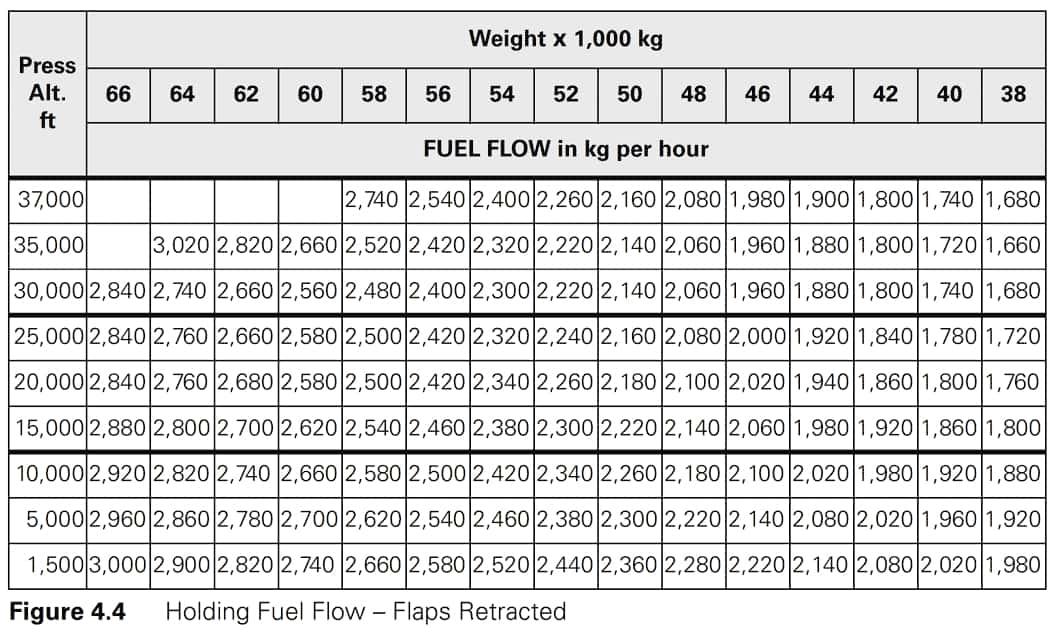 Press Alt. ft
Weight x 1,000 kg
66 64 62 60 58 56 54 52 50 48 46 44 42 40 38
FUEL FLOW in kg per hour
37,000 2,740 2,540 2,400 2,260 2,160 2,080 1,980 1,900 1,800 1,740 1,680
35,000 3,020 2,820 2,660 2,520 2,420 2,320 2,220 2,140 2,060 1,960 1,880 1,800 1,720 1,660
30,000 2,840 2,740 2,660 2,560 2,480 2,400 2,300 2,220 2,140 2,060 1,960 1,880 1,800 1,740 1,680
25,000 2,840 2,760 2,660 2,580 2,500 2,420 2,320 2,240 2,160 2,080 2,000 1,920 1,840 1,780 1,720
20,000 2,840 2,760 2,680 2,580 2,500 2,420 2,340 2,260 2,180 2,100 2,020 1,940 1,860 1,800 1,760
15,000 2,880 2,800 2,700 2,620 2,540 2,460 2,380 2,300 2,220 2,140 2,060 1,980 1,920 1,860 1,800
10,000 2,920 2,820 2,740 2,660 2,580 2,500 2,420 2,340 2,260 2,180 2,100 2,020 1,980 1,920 1,880
5,000 2,960 2,860 2,780 2,700 2,620 2,540 2,460 2,380 2,300 2,220 2,140 2,080 2,020 1,960 1,920
1,500 3,000 2,900 2,820 2,740 2,660 2,580 2,520 2,440 2,360 2,280 2,220 2,140 2,080 2,020 1,980
Figure 4.4 Holding Fuel Flow – Flaps Retracted